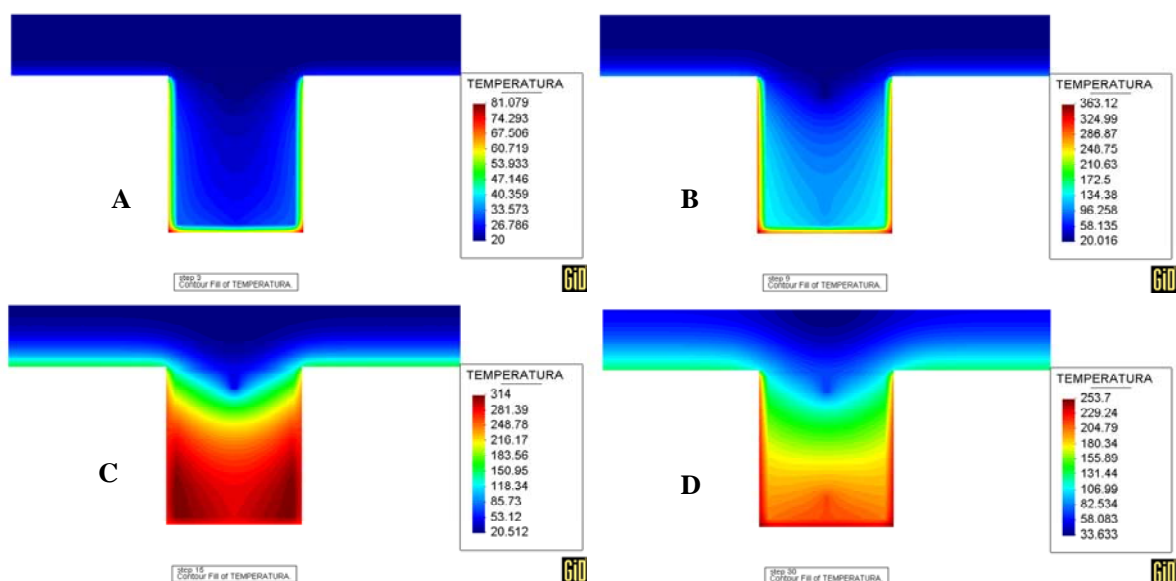 TEMPERATURA
81.079
74.293
67.506
60.719
53.933
47.146
40.359
33.573
26.786
20
A
step 3
Contour Fill of TEMPERATURA.
GiD
TEMPERATURA
363.12
324.99
286.87
248.75
210.63
172.5
134.38
96.258
58.135
20.016
B
step 9
Contour Fill of TEMPERATURA.
GiD
TEMPERATURA
314
281.39
248.78
216.17
183.56
150.95
118.34
85.73
53.12
20.512
C
step 15
Contour Fill of TEMPERATURA.
GiD
TEMPERATURA
253.7
229.24
204.79
180.34
155.89
131.44
106.99
82.534
58.083
33.633
D
step 30
Contour Fill of TEMPERATURA.
GiD